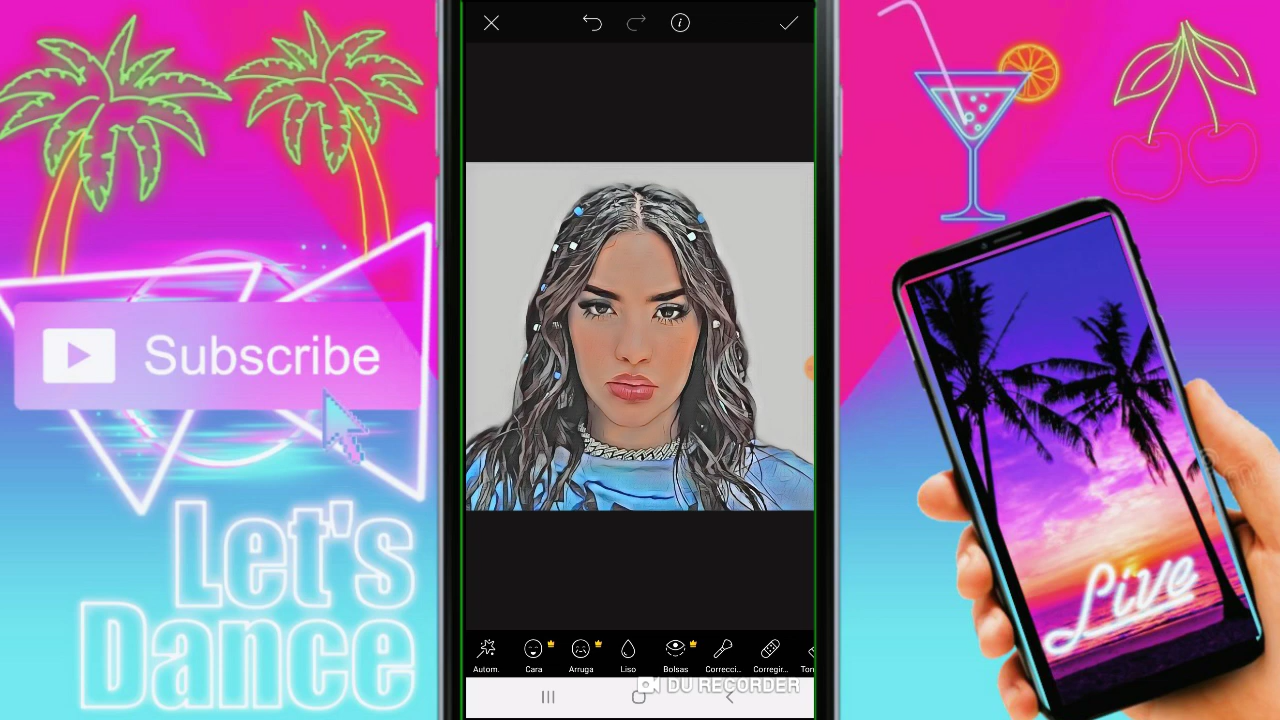 Subscribe
Let's
Dance
Autom.
Cara
Arruga
Liso
Bolsas
Correcci...
Corregir...
DU RECORDER
Live